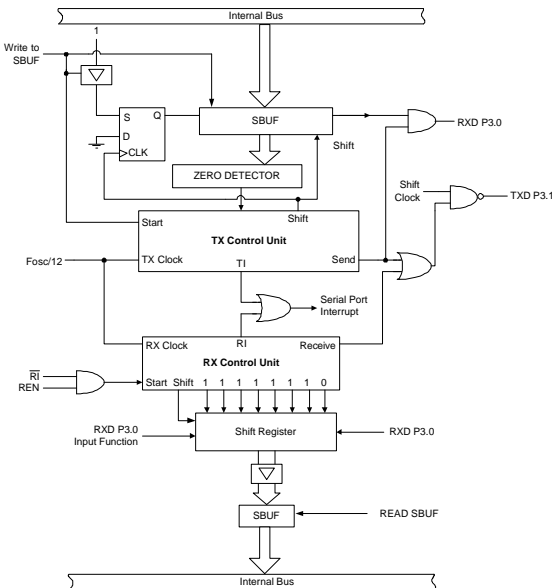 Internal Bus
1
Write to
SBUF
S
Q
D
CLK
SBUF
RXD P3.0
Shift
ZERO DETECTOR
Shift
Clock
TXD P3.1
Start
Shift
TX Control Unit
Fosc/12
TX Clock
Send
TI
Serial Port
Interrupt
RX Clock
RI
Receive
RX Control Unit
RI
REN
Start Shift 1 1 1 1 1 1 1 0
RXD P3.0
Input Function
Shift Register
RXD P3.0
SBUF
READ SBUF
Internal Bus